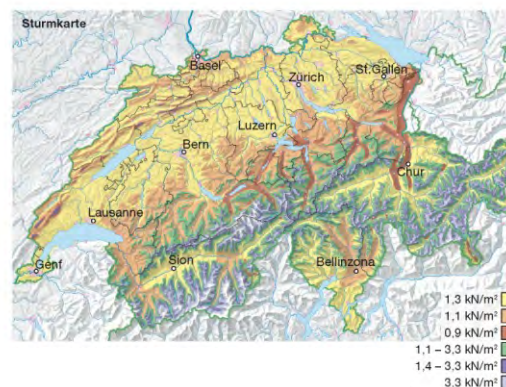 Sturmkarte
Basel
Zürich
St.Gallen
Luzern
Bern
Chur
Lausanne
Genf
Sion
Bellinzona
1,3 kN/m²
1,1 kN/m²
0,9 kN/m²
1,1 – 3,3 kN/m²
1,4 – 3,3 kN/m²
3,3 kN/m²